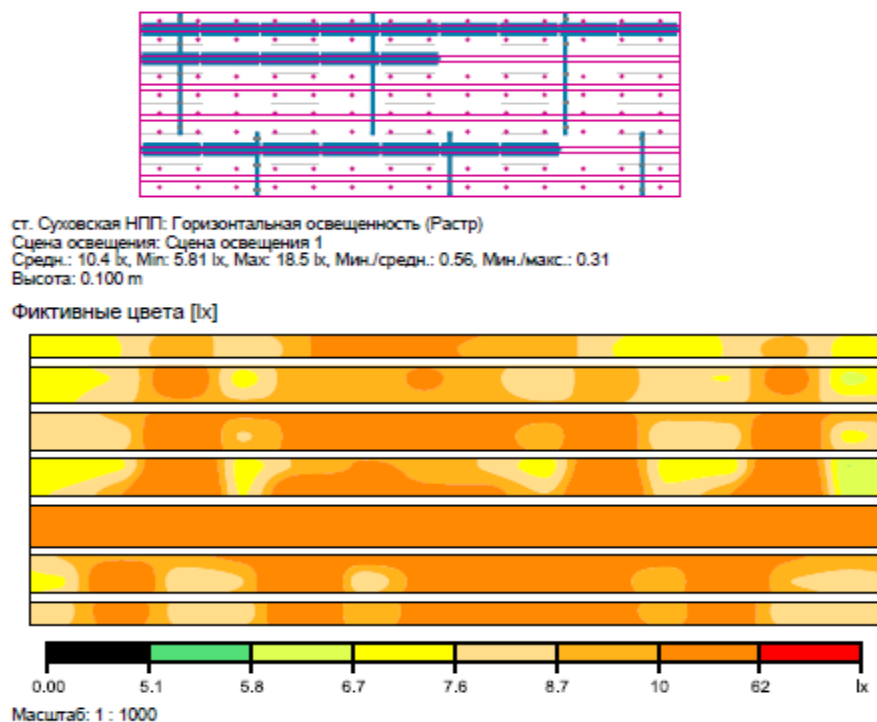 ст. Суховская НПП: Горизонтальная освещенность (Растр)
Сцена освещения: Сцена освещения 1
Средн.: 10.4 lx, Min: 5.81 lx, Max: 18.5 lx, Мин./средн.: 0.56, Мин./макс.: 0.31
Высота: 0.100 m
Фиктивные цвета [lx]
0.00 5.1 5.8 6.7 7.6 8.7 10 62 lx
Масштаб: 1 : 1000